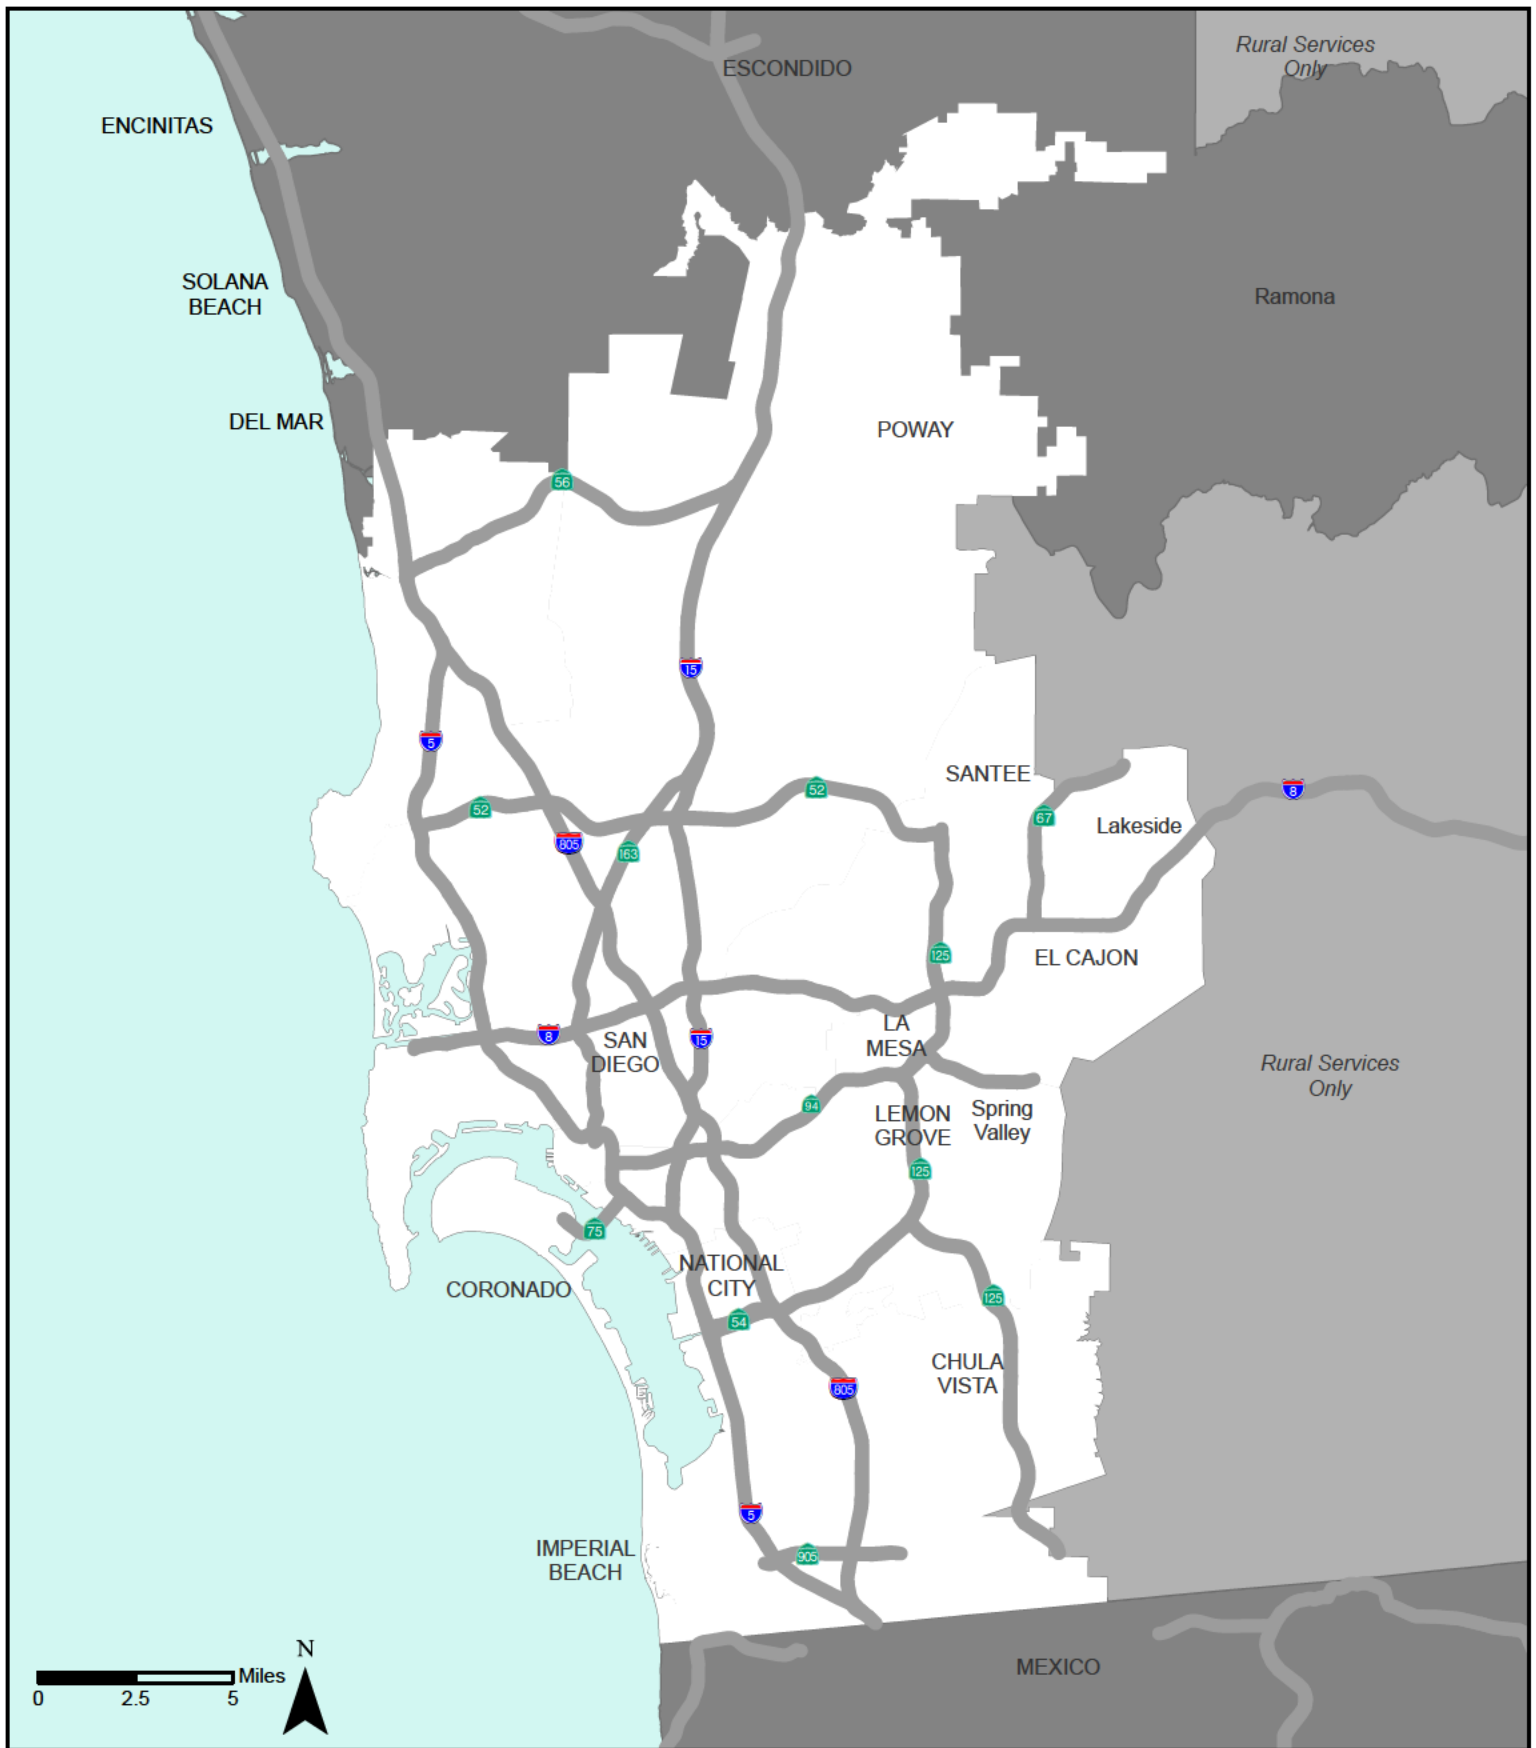 Rural Services
Only
ESCONDIDO
ENCINITAS
SOLANA
BEACH
Ramona
DEL MAR
POWAY
56
15
5
SANTEE
52
8
52
67
Lakeside
805
163
125
EL CAJON
LA
MESA
8
15
SAN
DIEGO
Rural Services
Only
94
LEMON
GROVE
Spring
Valley
125
75
NATIONAL
CITY
CORONADO
125
54
CHULA
VISTA
805
5
IMPERIAL
BEACH
905
N
MEXICO
Miles
0 2.5 5